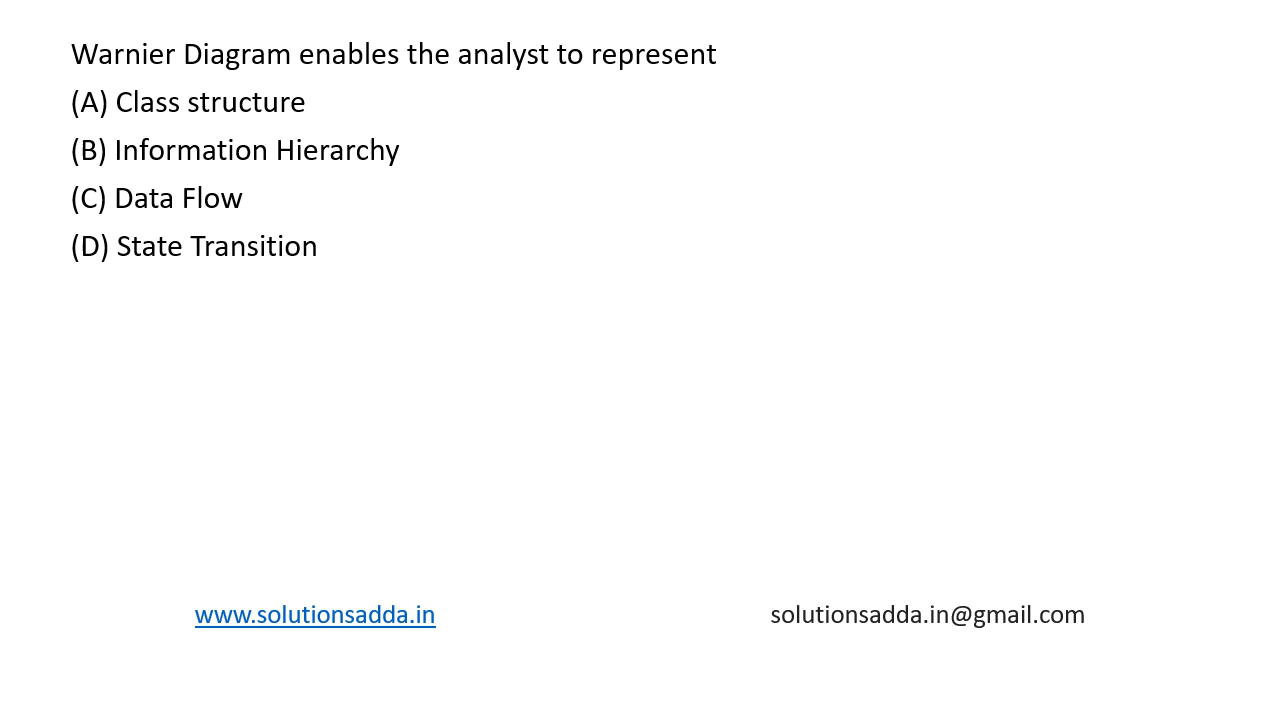 Warnier Diagram enables the analyst to represent
(A) Class structure
(B) Information Hierarchy
(C) Data Flow
(D) State Transition
www.solutionsadda.in
solutionsadda.in@gmail.com